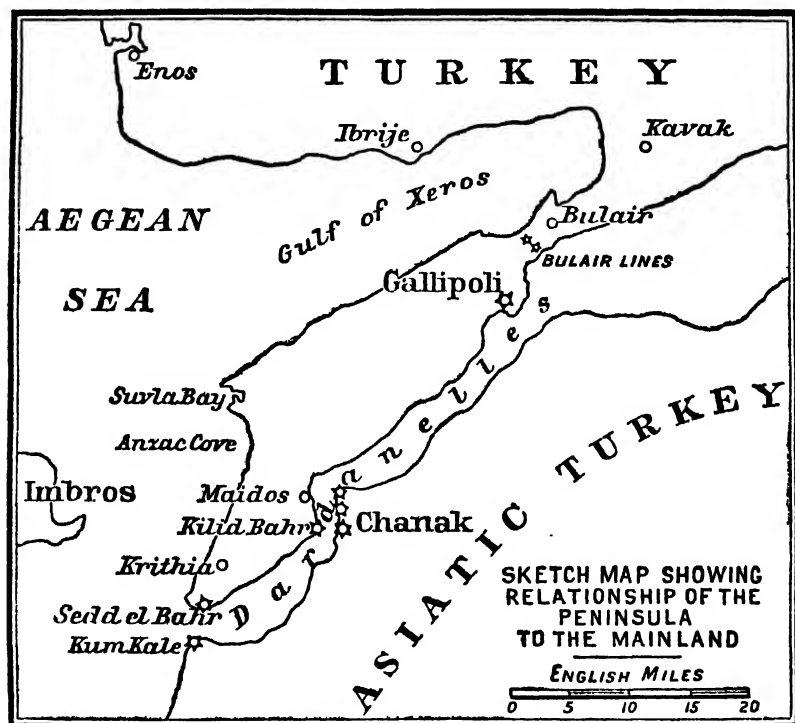 Enos
TURKEY
Ibrije
Kavak
Gulf of Xeros
AEGEAN
SEA
Bulair
BULAIR LINES
Gallipoli
Dardanelles
Suvla Bay
Anzac Cove
Imbros
Maidos
Kilid Bahr
Chanak
Krithia
Sedd el Bahr
Kum Kale
ASIATIC TURKEY
SKETCH MAP SHOWING
RELATIONSHIP OF THE
PENINSULA
TO THE MAINLAND
ENGLISH MILES
0 5 10 15 20